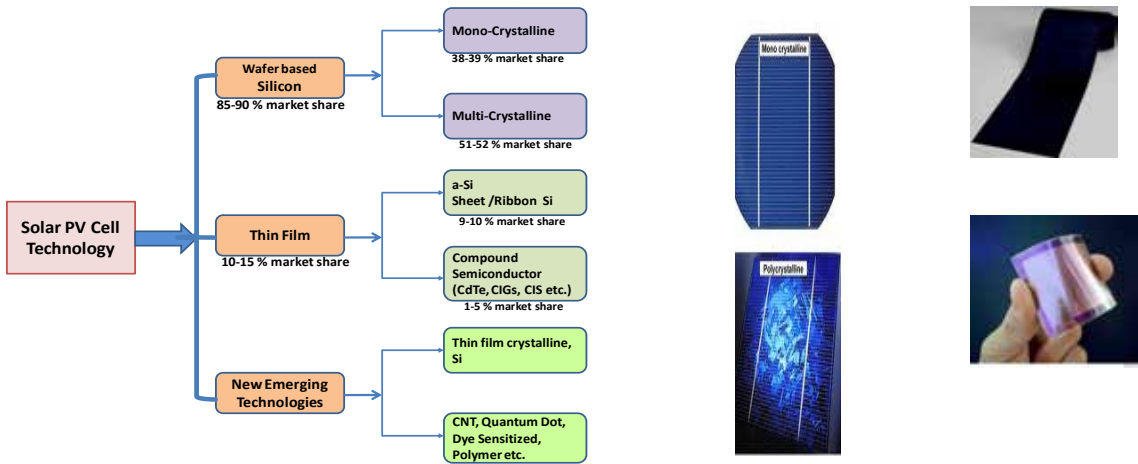 Solar PV Cell
Technology
Wafer based
Silicon
85-90 % market share
Mono-Crystalline
38-39 % market share
Multi-Crystalline
51-52 % market share
Thin Film
10-15 % market share
a-Si
Sheet /Ribbon Si
9-10 % market share
Compound
Semiconductor
(CdTe, CIGs, CIS etc.)
1-5 % market share
New Emerging
Technologies
Thin film crystalline,
Si
CNT, Quantum Dot,
Dye Sensitized,
Polymer etc.
Mono crystalline
Polycrystalline